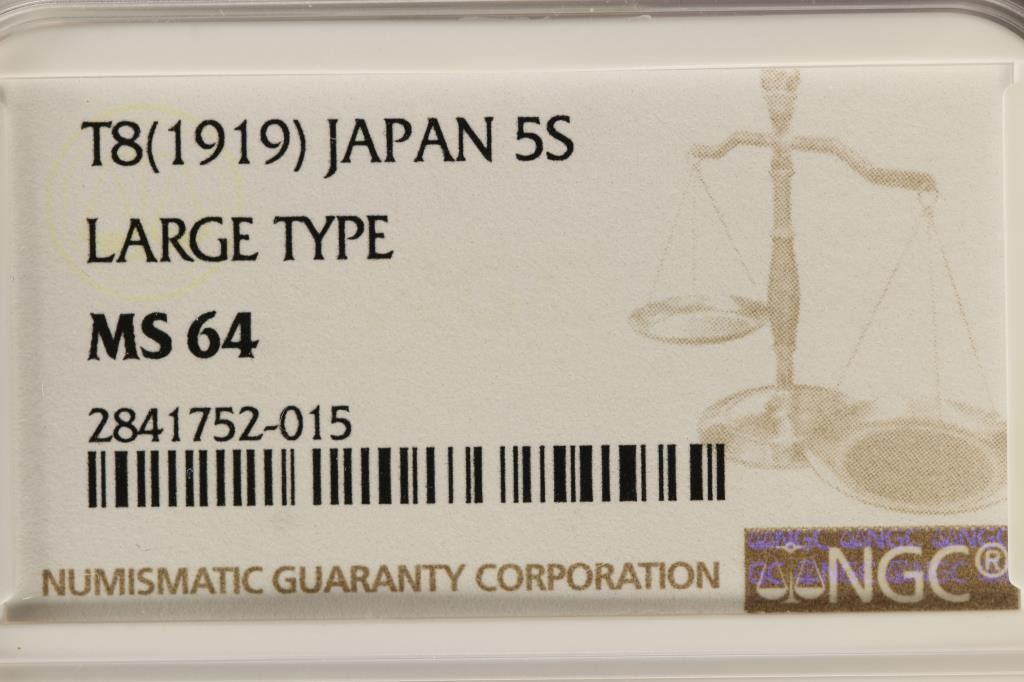 T8(1919) JAPAN 5S
LARGE TYPE
MS 64
2841752-015
NUMISMATIC GUARANTY CORPORATION
NGC®